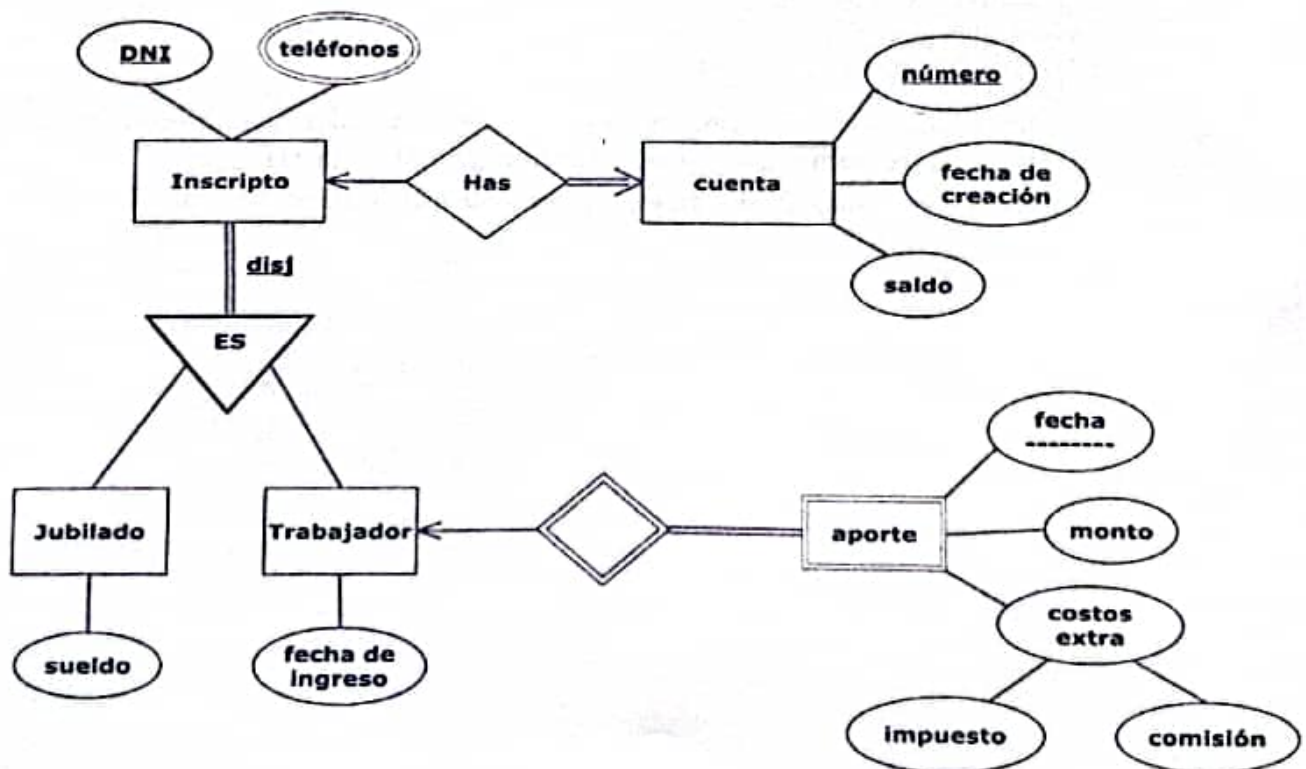 DNI
teléfonos
número
Inscripto
Has
cuenta
fecha de
creación
disj
saldo
ES
fecha
Jubilado
Trabajador
aporte
monto
costos
extra
sueldo
fecha de
ingreso
impuesto
comisión